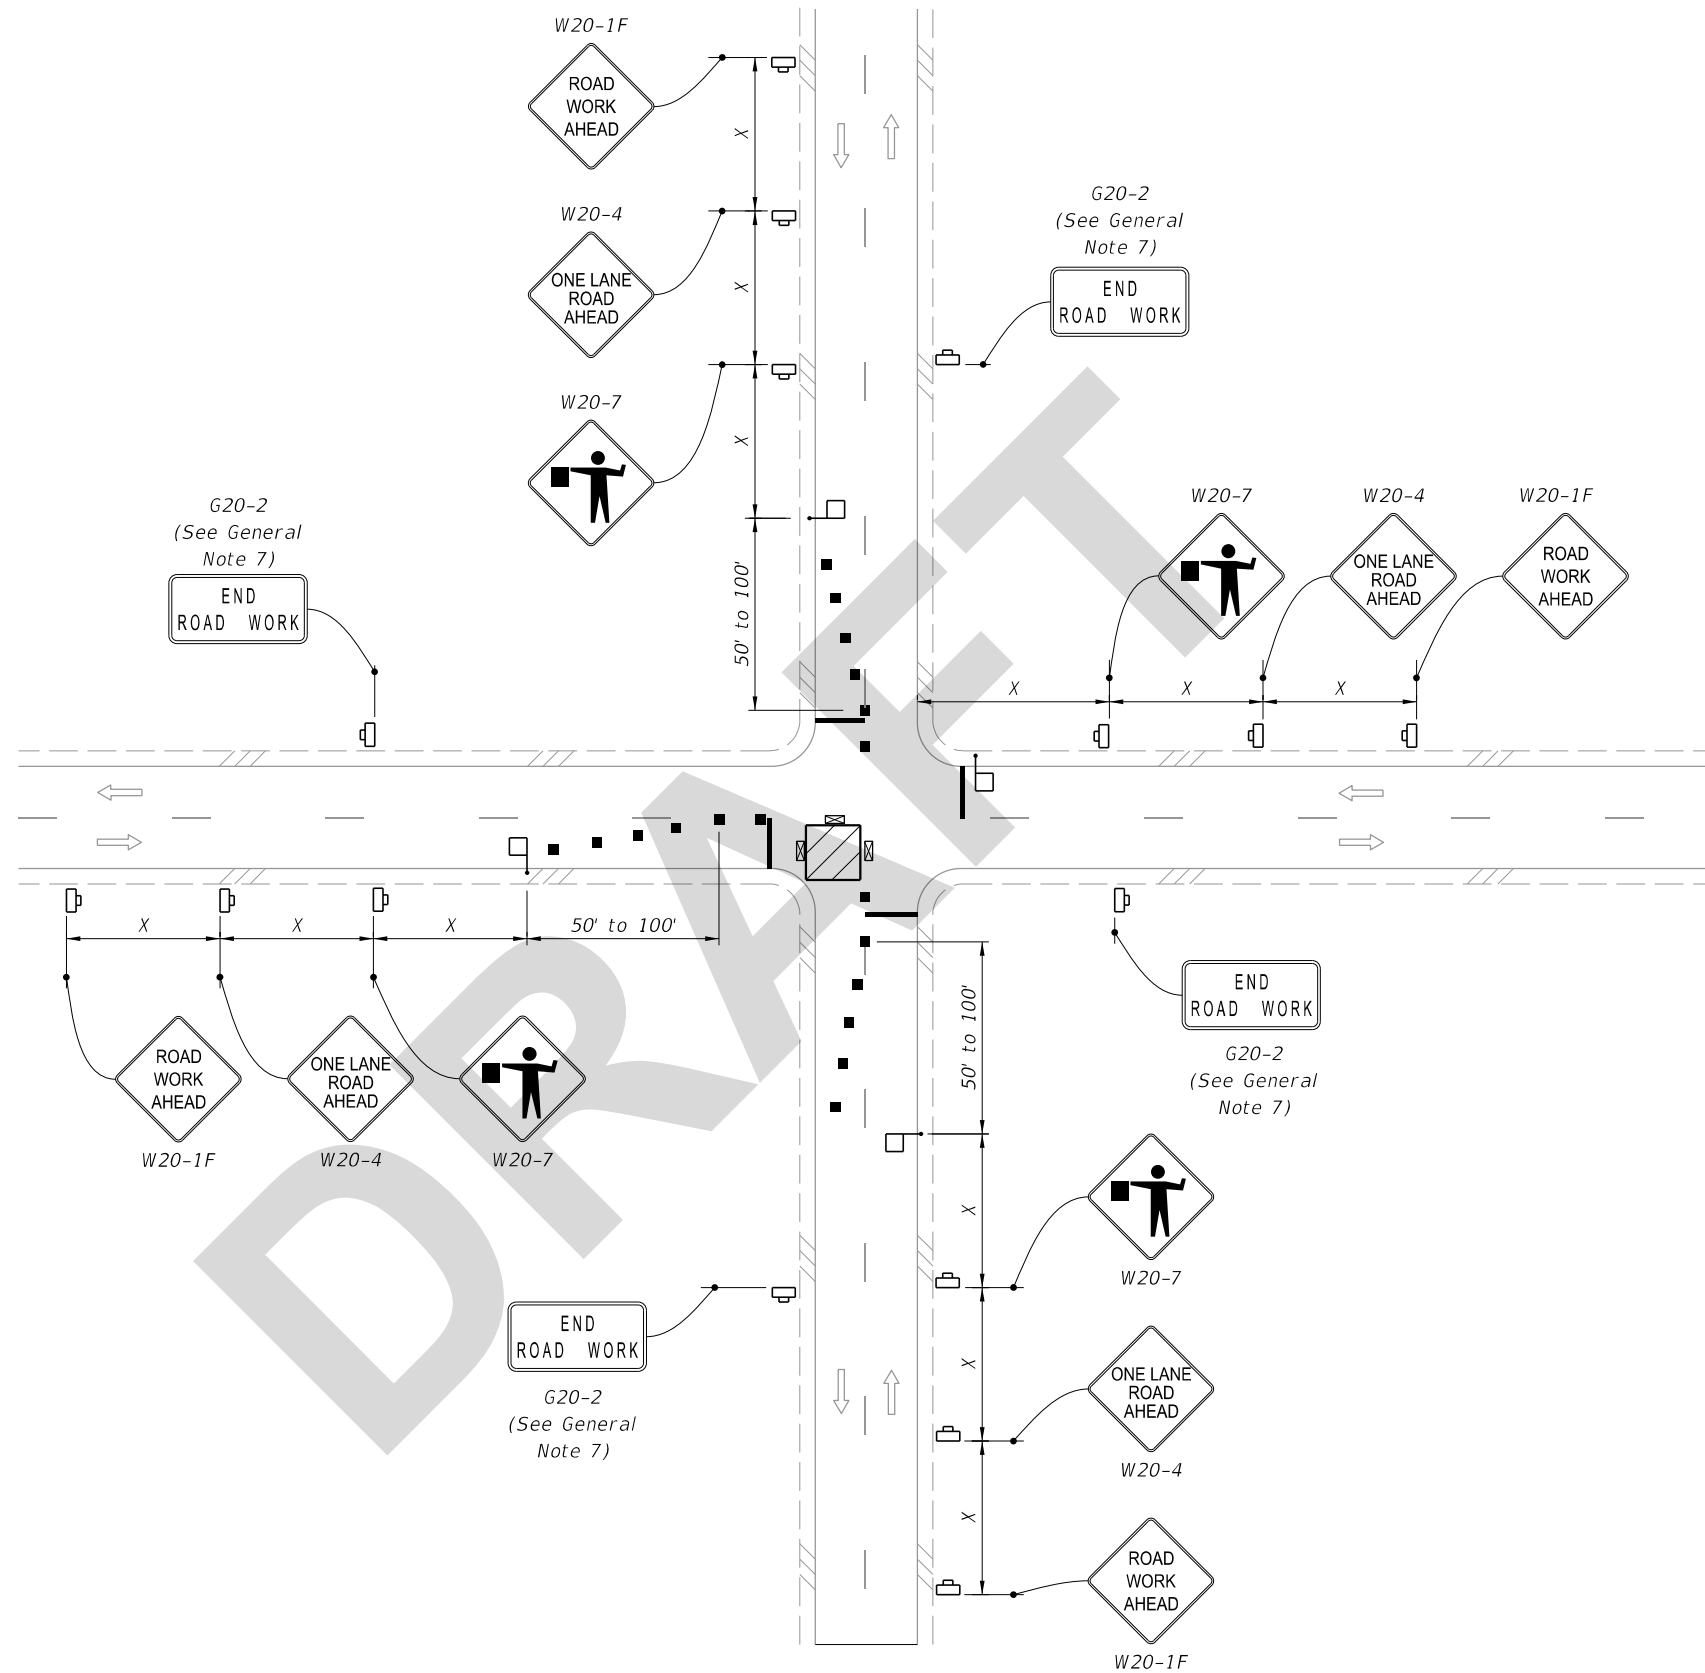 W20-1F
ROAD
WORK
AHEAD
X
W20-4
ONE LANE
ROAD
AHEAD
X
G20-2
(See General
Note 7)
END
ROAD WORK
W20-7
X
G20-2
(See General
Note 7)
END
ROAD WORK
50' to 100'
W20-7
W20-4
ONE LANE
ROAD
AHEAD
W20-1F
ROAD
WORK
AHEAD
X
X
X
X
X
X
50' to 100'
ROAD
WORK
AHEAD
W20-1F
ONE LANE
ROAD
AHEAD
W20-4
W20-7
50' to 100'
END
ROAD WORK
G20-2
(See General
Note 7)
X
W20-7
END
ROAD WORK
G20-2
(See General
Note 7)
X
ONE LANE
ROAD
AHEAD
W20-4
X
ROAD
WORK
AHEAD
W20-1F
DRAFT